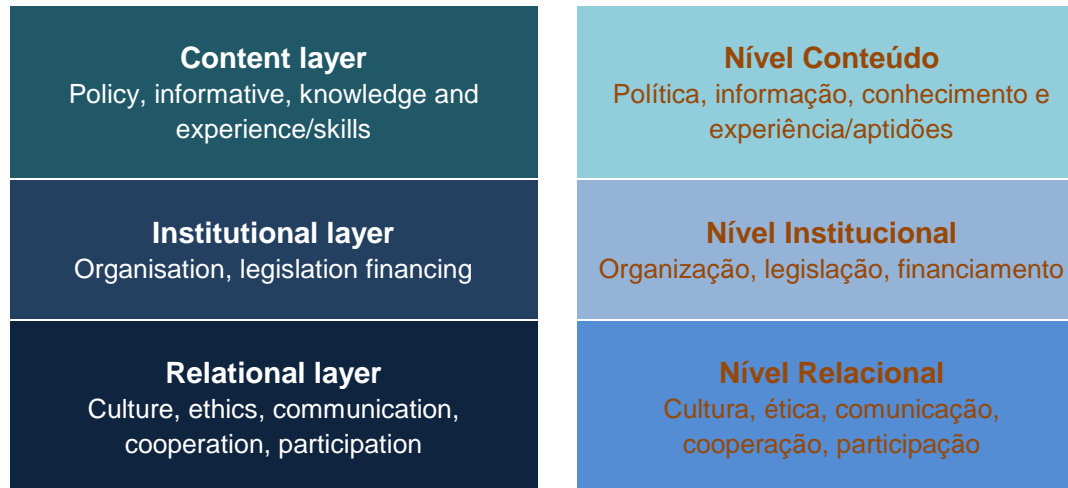 Content layer
Policy, informative, knowledge and
experience/skills
Institutional layer
Organisation, legislation financing
Relational layer
Culture, ethics, communication,
cooperation, participation
Nível Conteúdo
Política, informação, conhecimento e
experiência/aptidões
Nível Institucional
Organização, legislação, financiamento
Nível Relacional
Cultura, ética, comunicação,
cooperação, participação